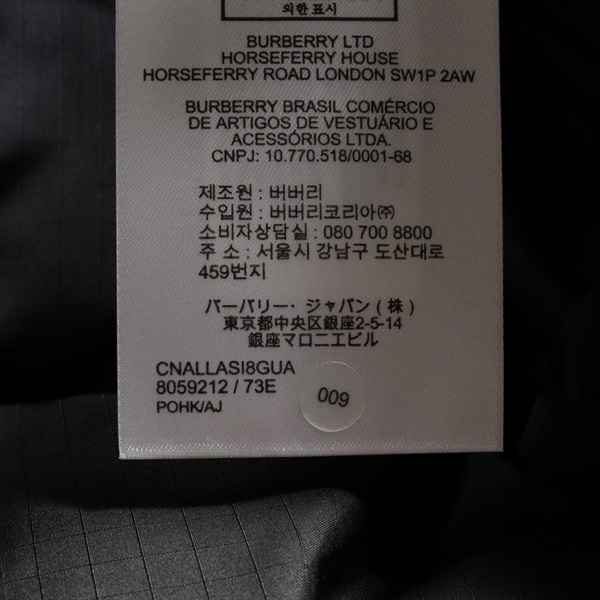 의한 표시
BURBERRY LTD
HORSEFERRY HOUSE
HORSEFERRY ROAD LONDON SW1P 2AW
BURBERRY BRASIL COMÉRCIO
DE ARTIGOS DE VESTUÁRIO E
ACESSÓRIOS LTDA.
CNPJ: 10.770.518/0001-68
제조원 : 버버리
수입원 : 버버리코리아㈜
소비자상담실 : 080 700 8800
주 소 : 서울시 강남구 도산대로
459번지
バーバリー・ジャパン(株)
東京都中央区銀座2-5-14
銀座マロニエビル
CNALLASI8GUA
8059212 / 73E
POHK/AJ
009